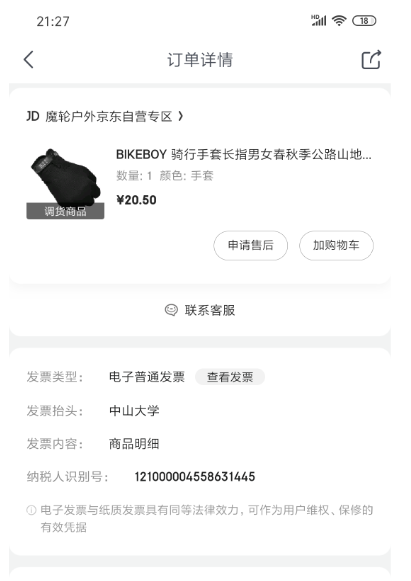 21:27
HD
18
订单详情
JD 魔轮户外京东自营专区
BIKEBOY 骑行手套长指男女春秋季公路山地...
数量: 1 颜色: 手套
¥20.50
调货商品
申请售后
加购物车
联系客服
发票类型： 电子普通发票 查看发票
发票抬头： 中山大学
发票内容： 商品明细
纳税人识别号： 121000004558631445
电子发票与纸质发票具有同等法律效力，可作为用户维权、保修的
有效凭据